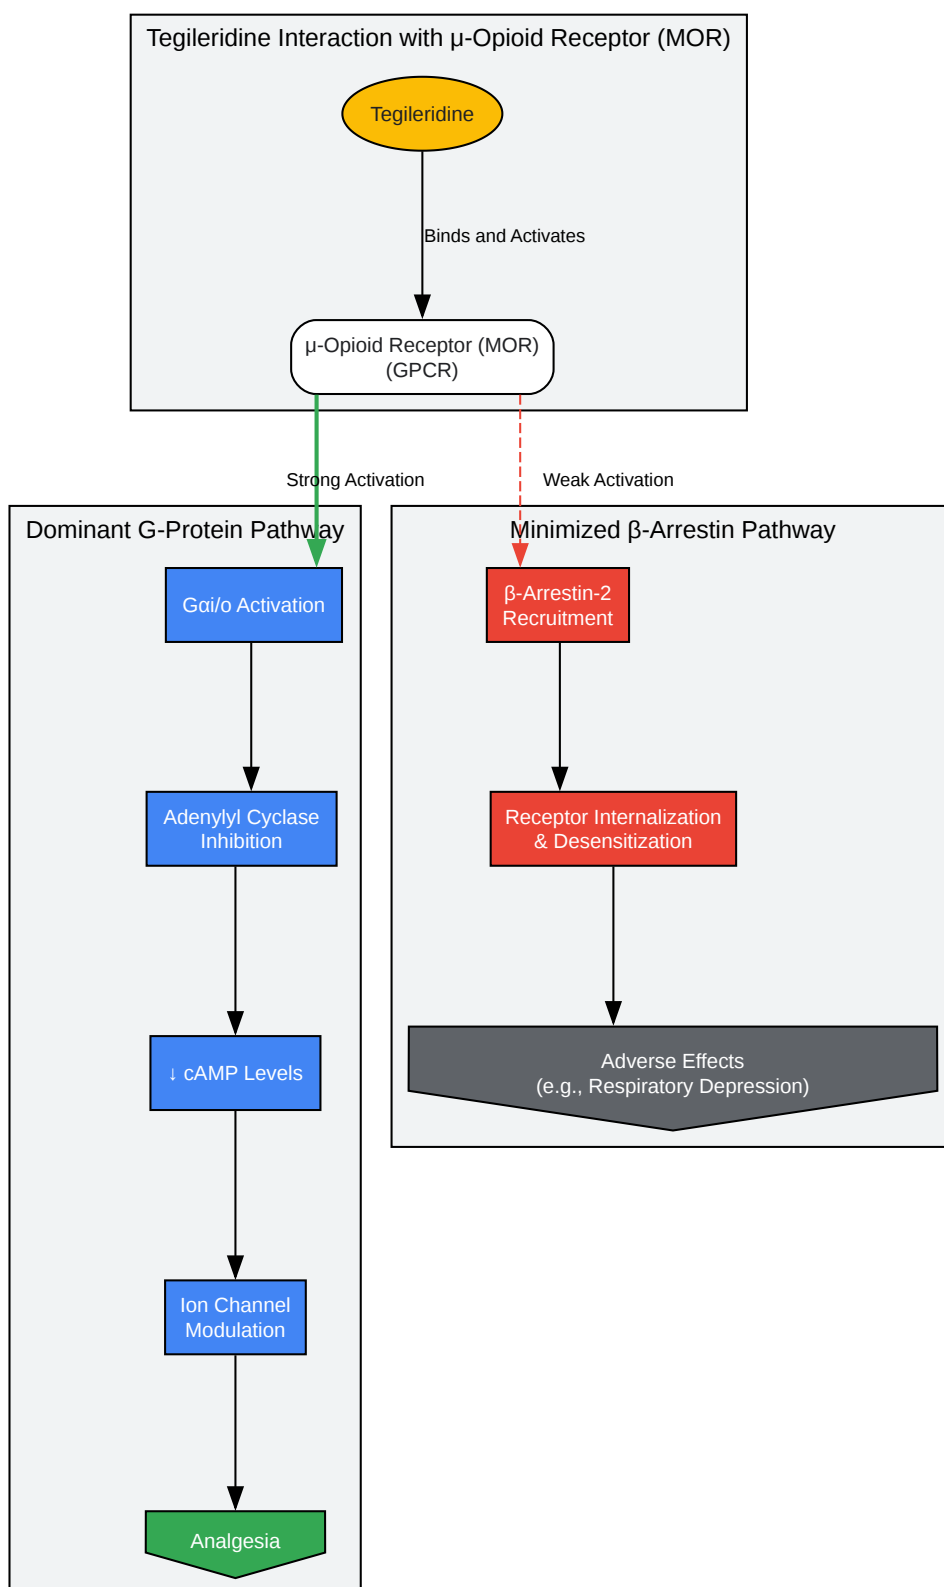 Tegileridine Interaction with μ-Opioid Receptor (MOR)
Tegileridine
Binds and Activates
μ-Opioid Receptor (MOR)
(GPCR)
Strong Activation
Weak Activation
Dominant G-Protein Pathway
Gαi/o Activation
Adenylyl Cyclase
Inhibition
↓ cAMP Levels
Ion Channel
Modulation
Analgesia
Minimized β-Arrestin Pathway
β-Arrestin-2
Recruitment
Receptor Internalization
& Desensitization
Adverse Effects
(e.g., Respiratory Depression)